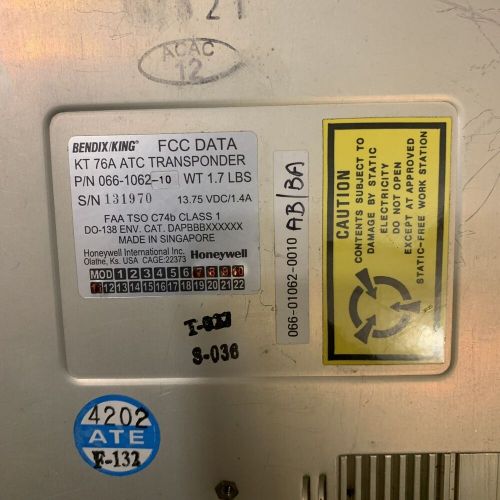 21
ACAC
12
BENDIX/KING® FCC DATA
KT 76A ATC TRANSPONDER
P/N 066-1062-10 WT 1.7 LBS
S/N 131970 13.75 VDC/1.4A
FAA TSO C74b CLASS 1
DO-138 ENV. CAT. DAPBBBXXXXXX
MADE IN SINGAPORE
Honeywell International Inc. Honeywell
Olathe, Ks. USA CAGE:22373
MOD 1 2 3 4 5 6 7 8 9 10
12 13 14 15 16 17 18 19 20 21 22
066-01062-0010 AB/BA
CAUTION
CONTENTS SUBJECT TO
DAMAGE BY STATIC
ELECTRICITY
DO NOT OPEN
EXCEPT AT APPROVED
STATIC-FREE WORK STATION
S-036
4202
ATE
F-132